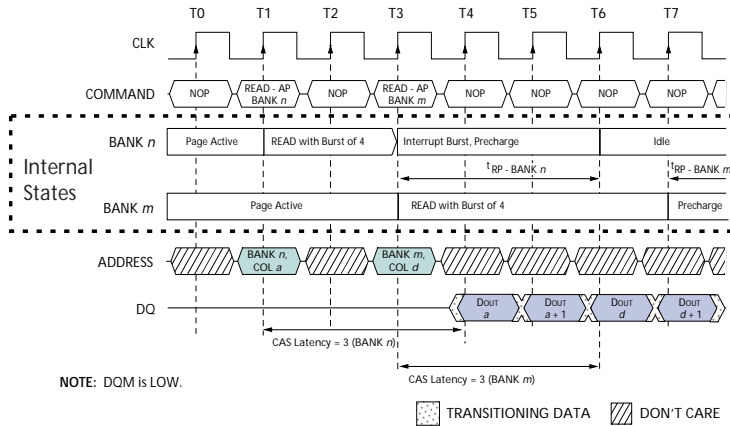 T0 T1 T2 T3 T4 T5 T6 T7
CLK
COMMAND NOP READ - AP BANK n NOP READ - AP BANK m NOP NOP NOP NOP
Internal States
BANK n Page Active READ with Burst of 4 Interrupt Burst, Precharge Idle
tRP - BANK n tRP - BANK m
BANK m Page Active READ with Burst of 4 Precharge
ADDRESS BANK n, COL a BANK m, COL d
DQ DOUT a DOUT a + 1 DOUT d DOUT d + 1
CAS Latency = 3 (BANK n)
CAS Latency = 3 (BANK m)
NOTE: DQM is LOW.
TRANSITIONING DATA DON'T CARE